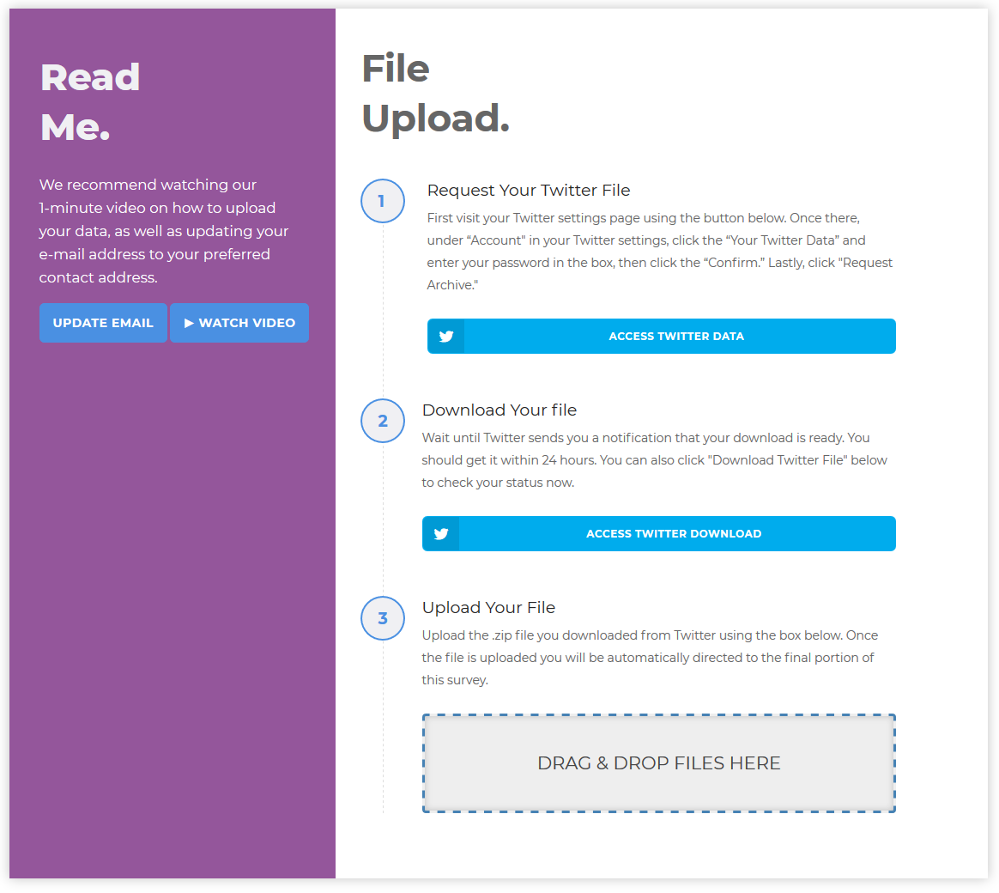 Read
Me.
We recommend watching our
1-minute video on how to upload
your data, as well as updating your
e-mail address to your preferred
contact address.
UPDATE EMAIL
▶ WATCH VIDEO
File
Upload.
1
Request Your Twitter File
First visit your Twitter settings page using the button below. Once there,
under “Account" in your Twitter settings, click the “Your Twitter Data” and
enter your password in the box, then click the “Confirm.” Lastly, click "Request
Archive."
ACCESS TWITTER DATA
2
Download Your file
Wait until Twitter sends you a notification that your download is ready. You
should get it within 24 hours. You can also click "Download Twitter File" below
to check your status now.
ACCESS TWITTER DOWNLOAD
3
Upload Your File
Upload the .zip file you downloaded from Twitter using the box below. Once
the file is uploaded you will be automatically directed to the final portion of
this survey.
DRAG & DROP FILES HERE